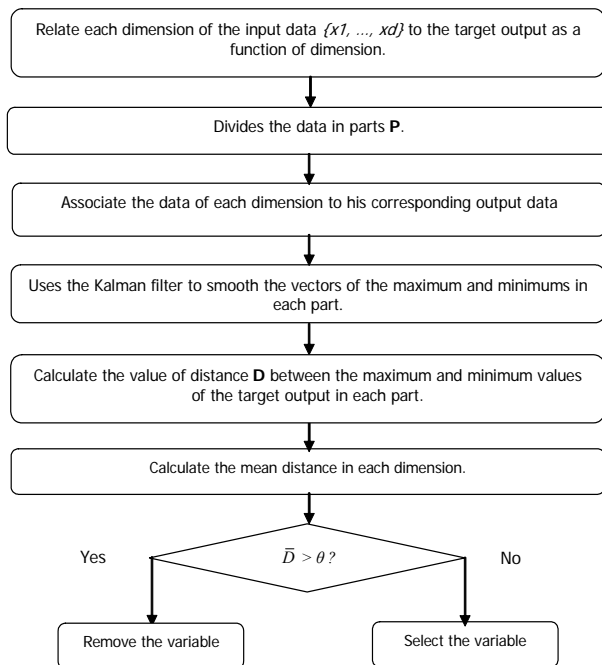 Relate each dimension of the input data {x1, ..., xd} to the target output as a
function of dimension.
Divides the data in parts P.
Associate the data of each dimension to his corresponding output data
Uses the Kalman filter to smooth the vectors of the maximum and minimums in
each part.
Calculate the value of distance D between the maximum and minimum values
of the target output in each part.
Calculate the mean distance in each dimension.
Yes
D̅ > θ ?
No
Remove the variable
Select the variable